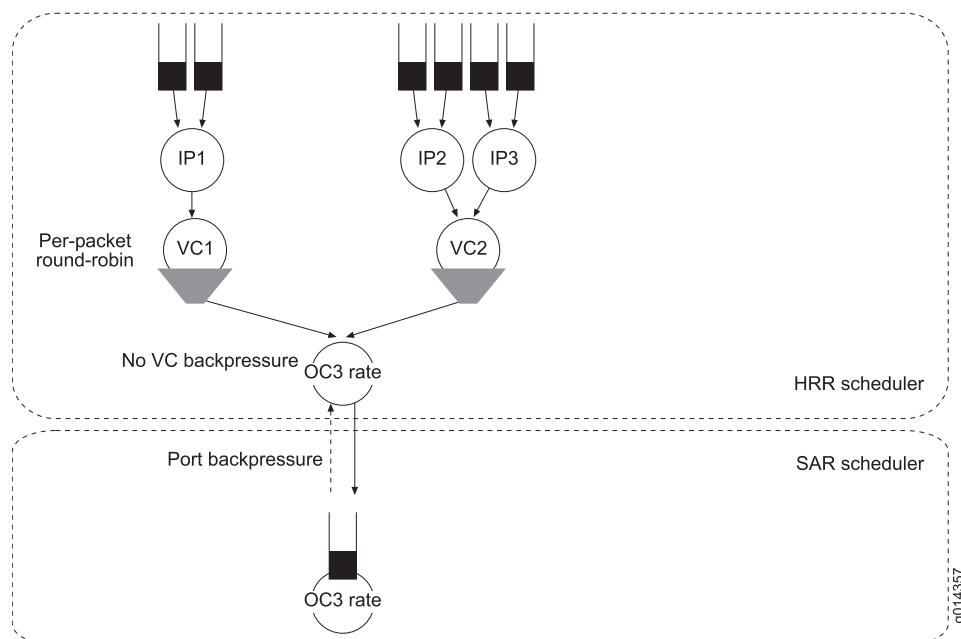 IP1
IP2
IP3
Per-packet
round-robin
VC1
VC2
No VC backpressure
OC3 rate
HRR scheduler
Port backpressure
SAR scheduler
OC3 rate
g014357